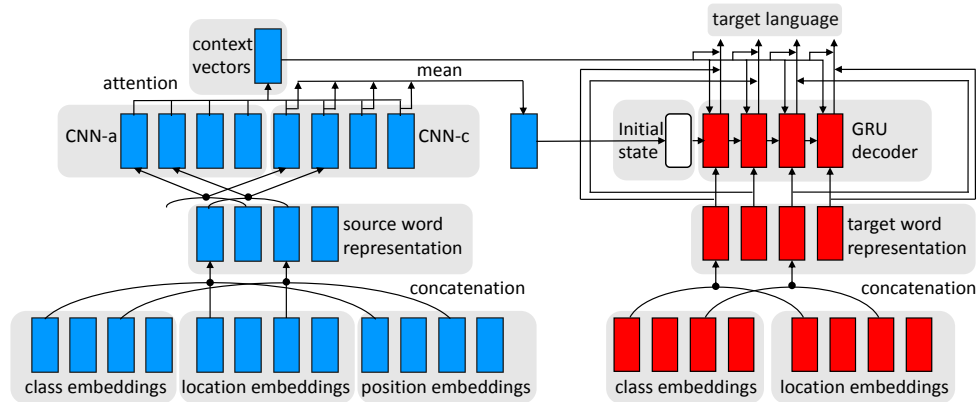 target language
context
vectors
mean
attention
CNN-a
CNN-c
Initial
state
GRU
decoder
source word
representation
target word
representation
concatenation
concatenation
class embeddings
location embeddings
position embeddings
class embeddings
location embeddings